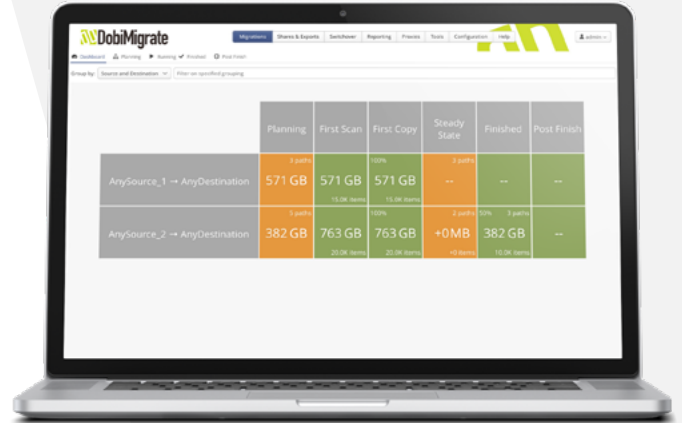 DobiMigrate
Migrations Shares & Exports Switchover Reporting Proxies Tools Configuration Help admin
Dashboard Planning Running Finished Post Finish
Group by: Source and Destination Filter on specified grouping
Planning First Scan First Copy Steady State Finished Post Finish
3 paths 100% 3 paths
AnySource_1 → AnyDestination 571 GB 571 GB 571 GB -- -- --
15.0K items 15.0K items
100% 2 paths 50% 3 paths
AnySource_2 → AnyDestination 382 GB 763 GB 763 GB +0MB 382 GB --
20.0K items 20.0K items +0 items 10.0K items